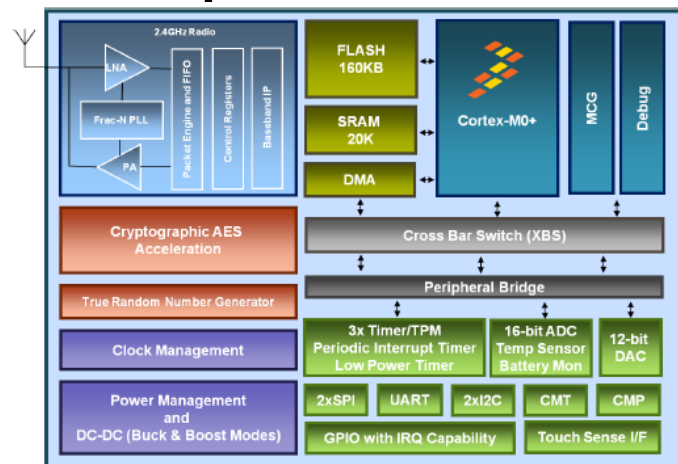 2.4GHz Radio
LNA
Frac-N PLL
PA
Packet Engine and FIFO
Control Registers
Baseband IP
FLASH
160KB
SRAM
20K
DMA
Cortex-M0+
MCG
Debug
Cryptographic AES
Acceleration
Cross Bar Switch (XBS)
True Random Number Generator
Peripheral Bridge
Clock Management
3x Timer/TPM
Periodic Interrupt Timer
Low Power Timer
16-bit ADC
Temp Sensor
Battery Mon
12-bit
DAC
Power Management
and
DC-DC (Buck & Boost Modes)
2xSPI
UART
2xI2C
CMT
CMP
GPIO with IRQ Capability
Touch Sense I/F